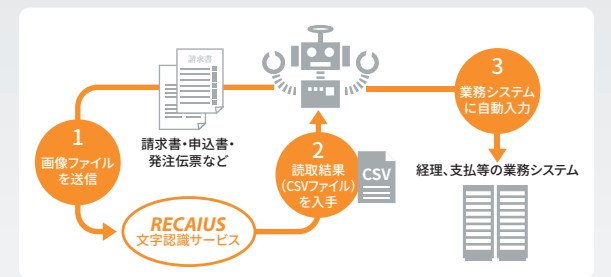 請求書
請求書・申込書・
発注伝票など
1
画像ファイル
を送信
RECAIUS
文字認識サービス
2
読取結果
（CSVファイル）
を入手
CSV
3
業務システム
に自動入力
経理、支払等の業務システム